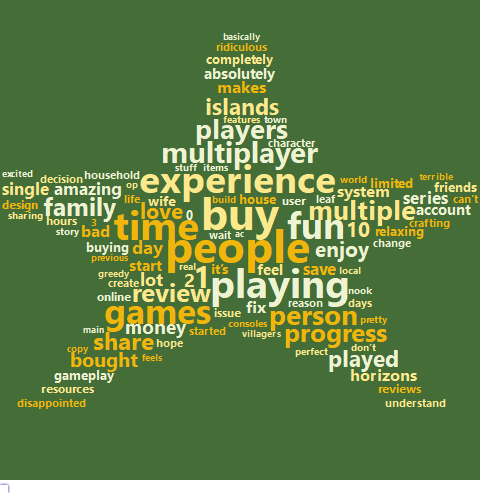 basically
ridiculous
completely
absolutely
makes
islands
features town
players
character
multiplayer
stuff items
excited decision household op experience world limited terrible
single amazing system friends
design life wife build house user leaf series can't
sharing family love 0 buy multiple account
hours crafting
story bad time wait ac fun 10 relaxing
buying day people enjoy change
previous
greedy start real it's feel save local
create lot 21 playing nook
online review reason days
games issue fix person pretty
main money started consoles villagers progress
copy share hope perfect don't
bought feels played
gameplay horizons
resources reviews
disappointed understand
3